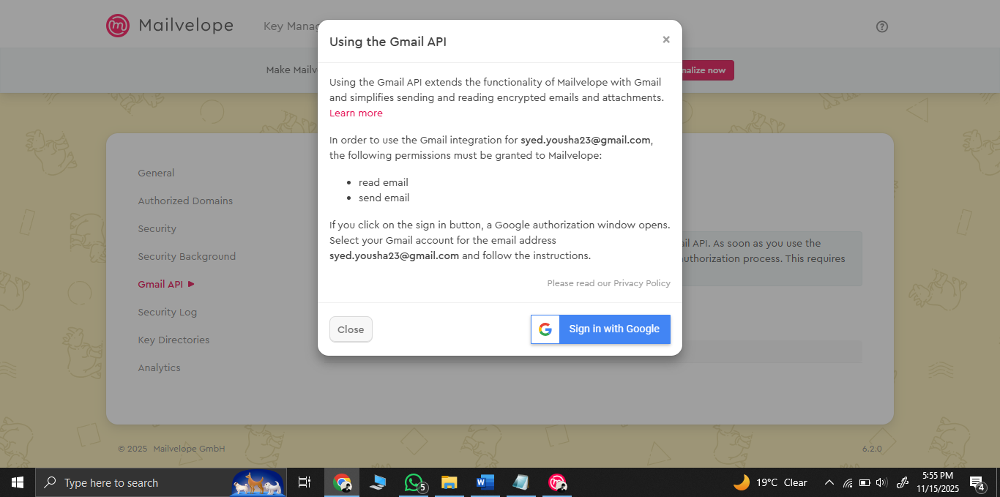 Mailvelope
Key Manag
Using the Gmail API
×
?
Make Mailv
nalize now
Using the Gmail API extends the functionality of Mailvelope with Gmail
and simplifies sending and reading encrypted emails and attachments.
Learn more
In order to use the Gmail integration for syed.yousha23@gmail.com,
the following permissions must be granted to Mailvelope:
• read email
• send email
If you click on the sign in button, a Google authorization window opens.
Select your Gmail account for the email address
syed.yousha23@gmail.com and follow the instructions.
Please read our Privacy Policy
Close
G Sign in with Google
General
Authorized Domains
Security
Security Background
Gmail API
Security Log
Key Directories
Analytics
ail API. As soon as you use the
uthorization process. This requires
© 2025 Mailvelope GmbH
6.2.0
Type here to search
5
W
19°C Clear
5:55 PM
11/15/2025
4